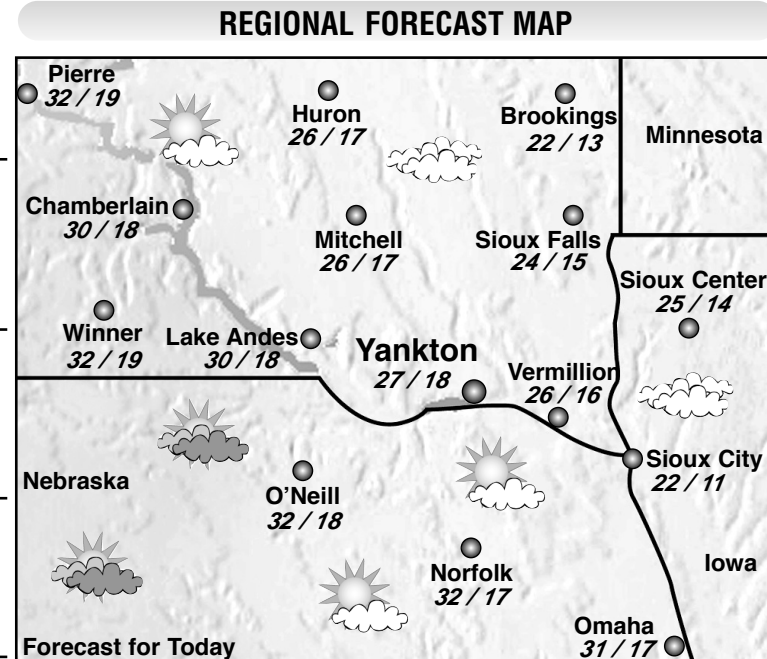 REGIONAL FORECAST MAP
Pierre
32 / 19
Huron
26 / 17
Brookings
22 / 13
Minnesota
Chamberlain
30 / 18
Mitchell
26 / 17
Sioux Falls
24 / 15
Sioux Center
25 / 14
Winner
32 / 19
Lake Andes
30 / 18
Yankton
27 / 18
Vermillion
26 / 16
Nebraska
O'Neill
32 / 18
Sioux City
22 / 11
Norfolk
32 / 17
Iowa
Omaha
31 / 17
Forecast for Today